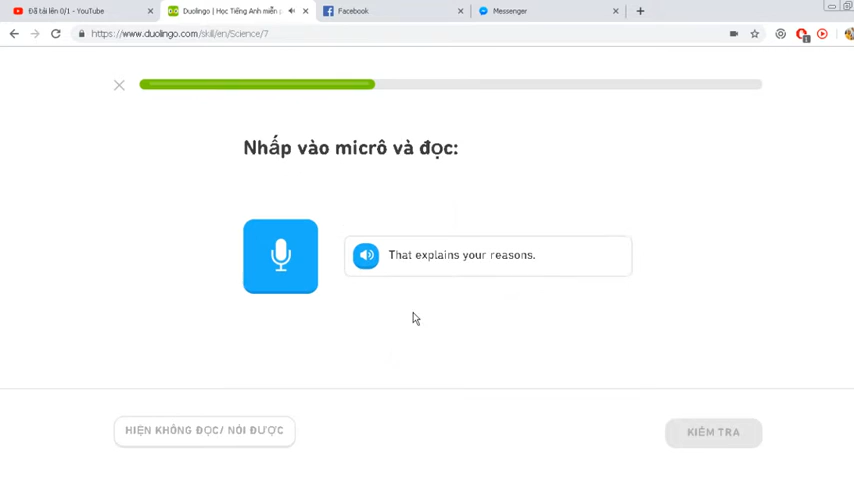 Đã tải lên 0/1 - YouTube
Duolingo | Học Tiếng Anh miễn
Facebook
Messenger
https://www.duolingo.com/skill/en/Science/7
1
Nhấp vào micrô và đọc:
That explains your reasons.
HIỆN KHÔNG ĐỌC/ NÓI ĐƯỢC
KIỂM TRA